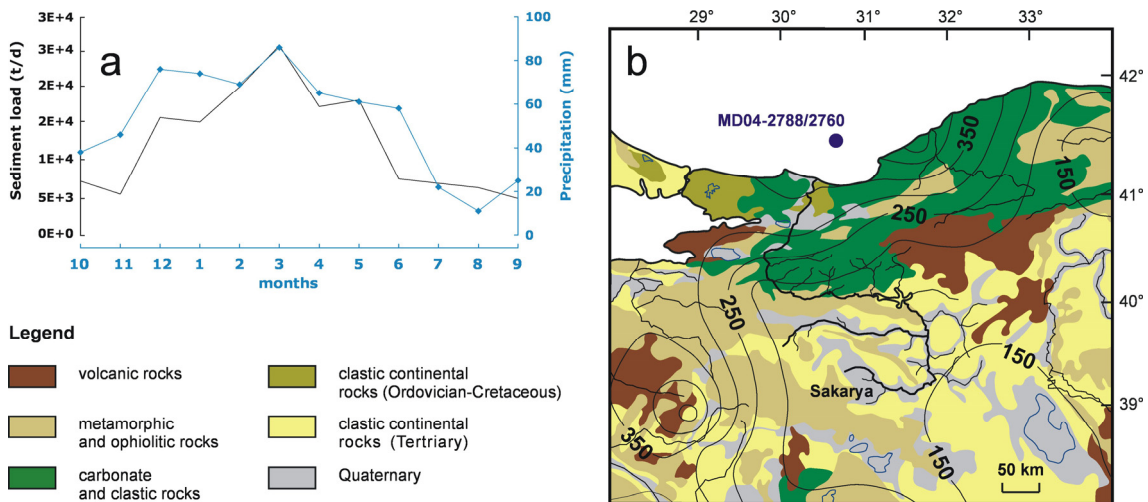 a
Sediment load (t/d)
3E+4
3E+4
2E+4
2E+4
1E+4
5E+3
0E+0
100
80
60
40
20
0
Precipitation (mm)
10 11 12 1 2 3 4 5 6 7 8 9
months
Legend
volcanic rocks
metamorphic
and ophiolitic rocks
carbonate
and clastic rocks
clastic continental
rocks (Ordovician-Cretaceous)
clastic continental
rocks (Tertriary)
Quaternary
b
29° 30° 31° 32° 33°
42°
41°
40°
39°
MD04-2788/2760
350
150
250
250
150
Sakarya
350
150
50 km